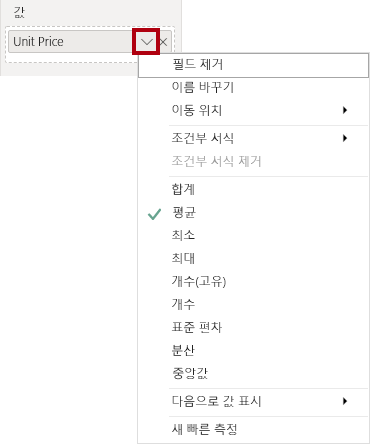 값
Unit Price
필드 제거
이름 바꾸기
이동 위치
조건부 서식
조건부 서식 제거
합계
평균
최소
최대
개수(고유)
개수
표준 편차
분산
중앙값
다음으로 값 표시
새 빠른 측정